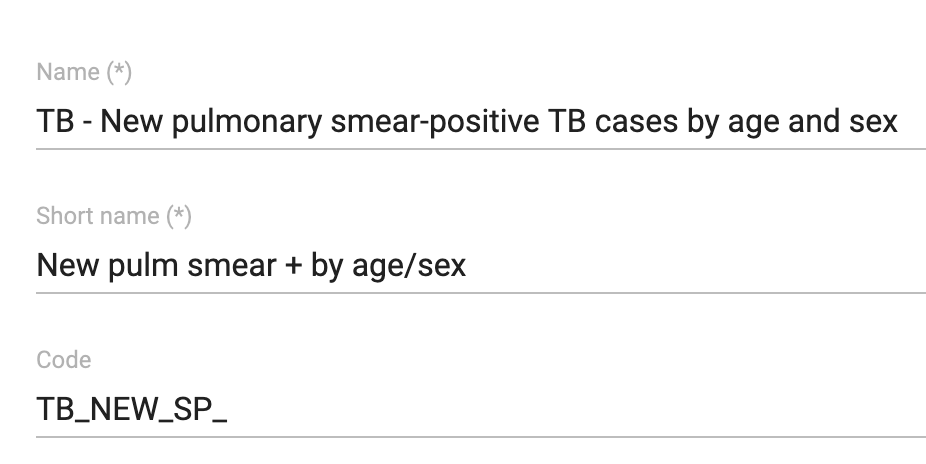 Name (*)
TB - New pulmonary smear-positive TB cases by age and sex
Short name (*)
New pulm smear + by age/sex
Code
TB_NEW_SP_